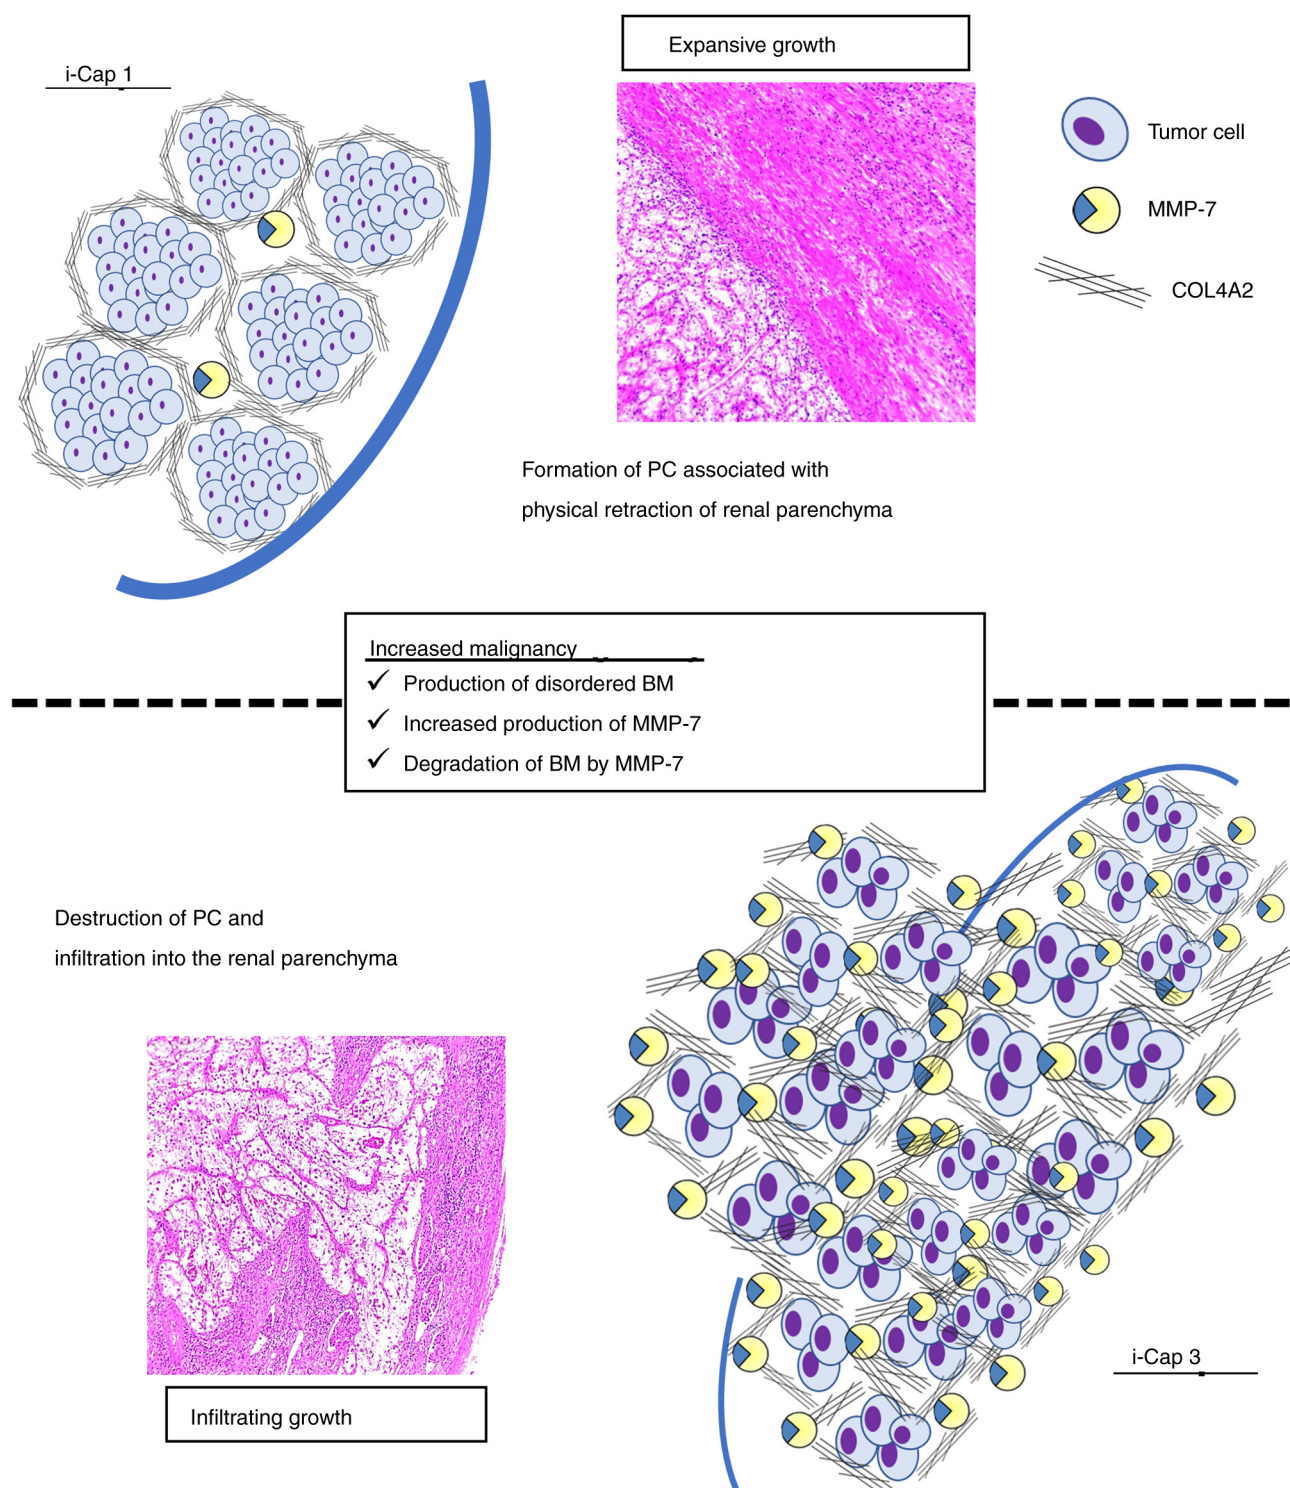 i-Cap 1
Expansive growth
Tumor cell
MMP-7
COL4A2
Formation of PC associated with
physical retraction of renal parenchyma
Increased malignancy
✓ Production of disordered BM
✓ Increased production of MMP-7
✓ Degradation of BM by MMP-7
Destruction of PC and
infiltration into the renal parenchyma
Infiltrating growth
i-Cap 3